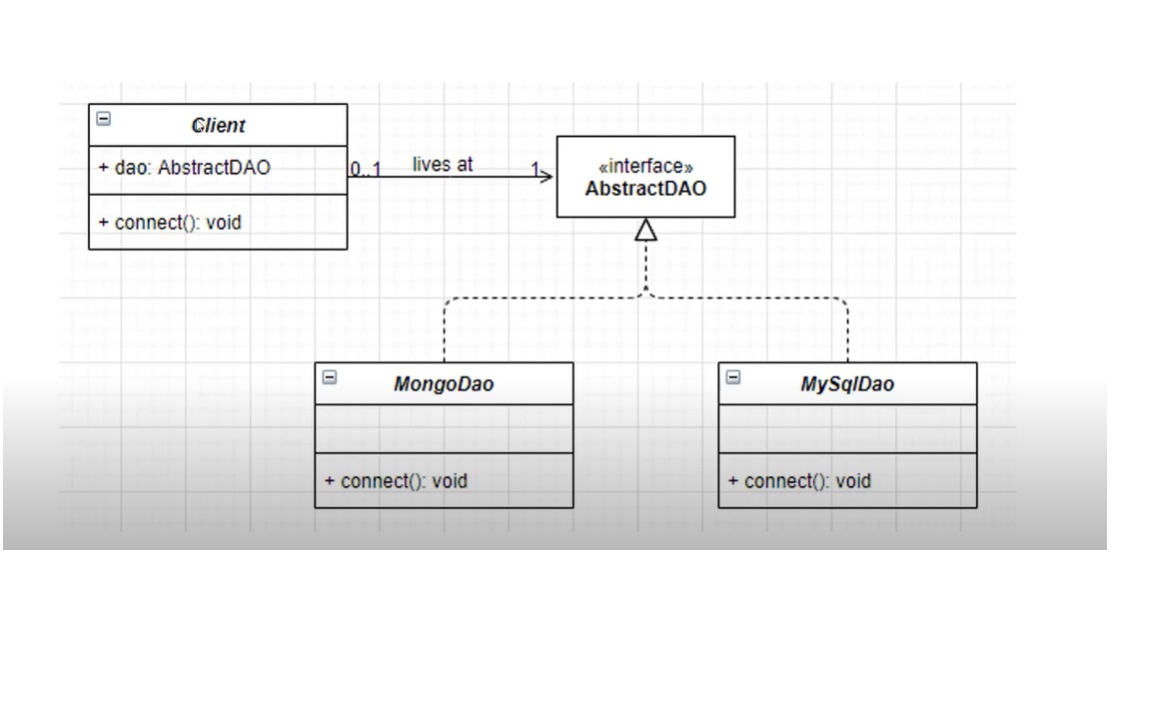 Client
+ dao: AbstractDAO
+ connect(): void
0..1 lives at 1
«interface»
AbstractDAO
MongoDao
+ connect(): void
MySqlDao
+ connect(): void